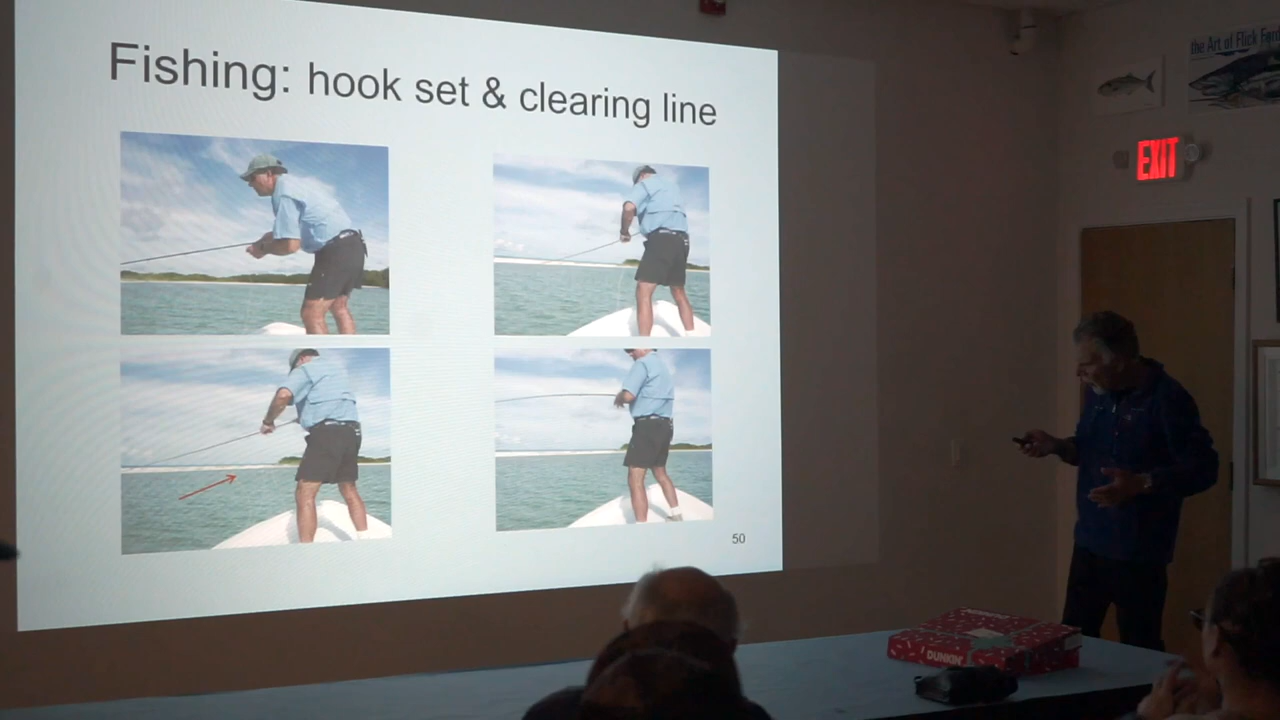 Fishing: hook set & clearing line
50
the Art of Flick
EXIT
DUNKIN'